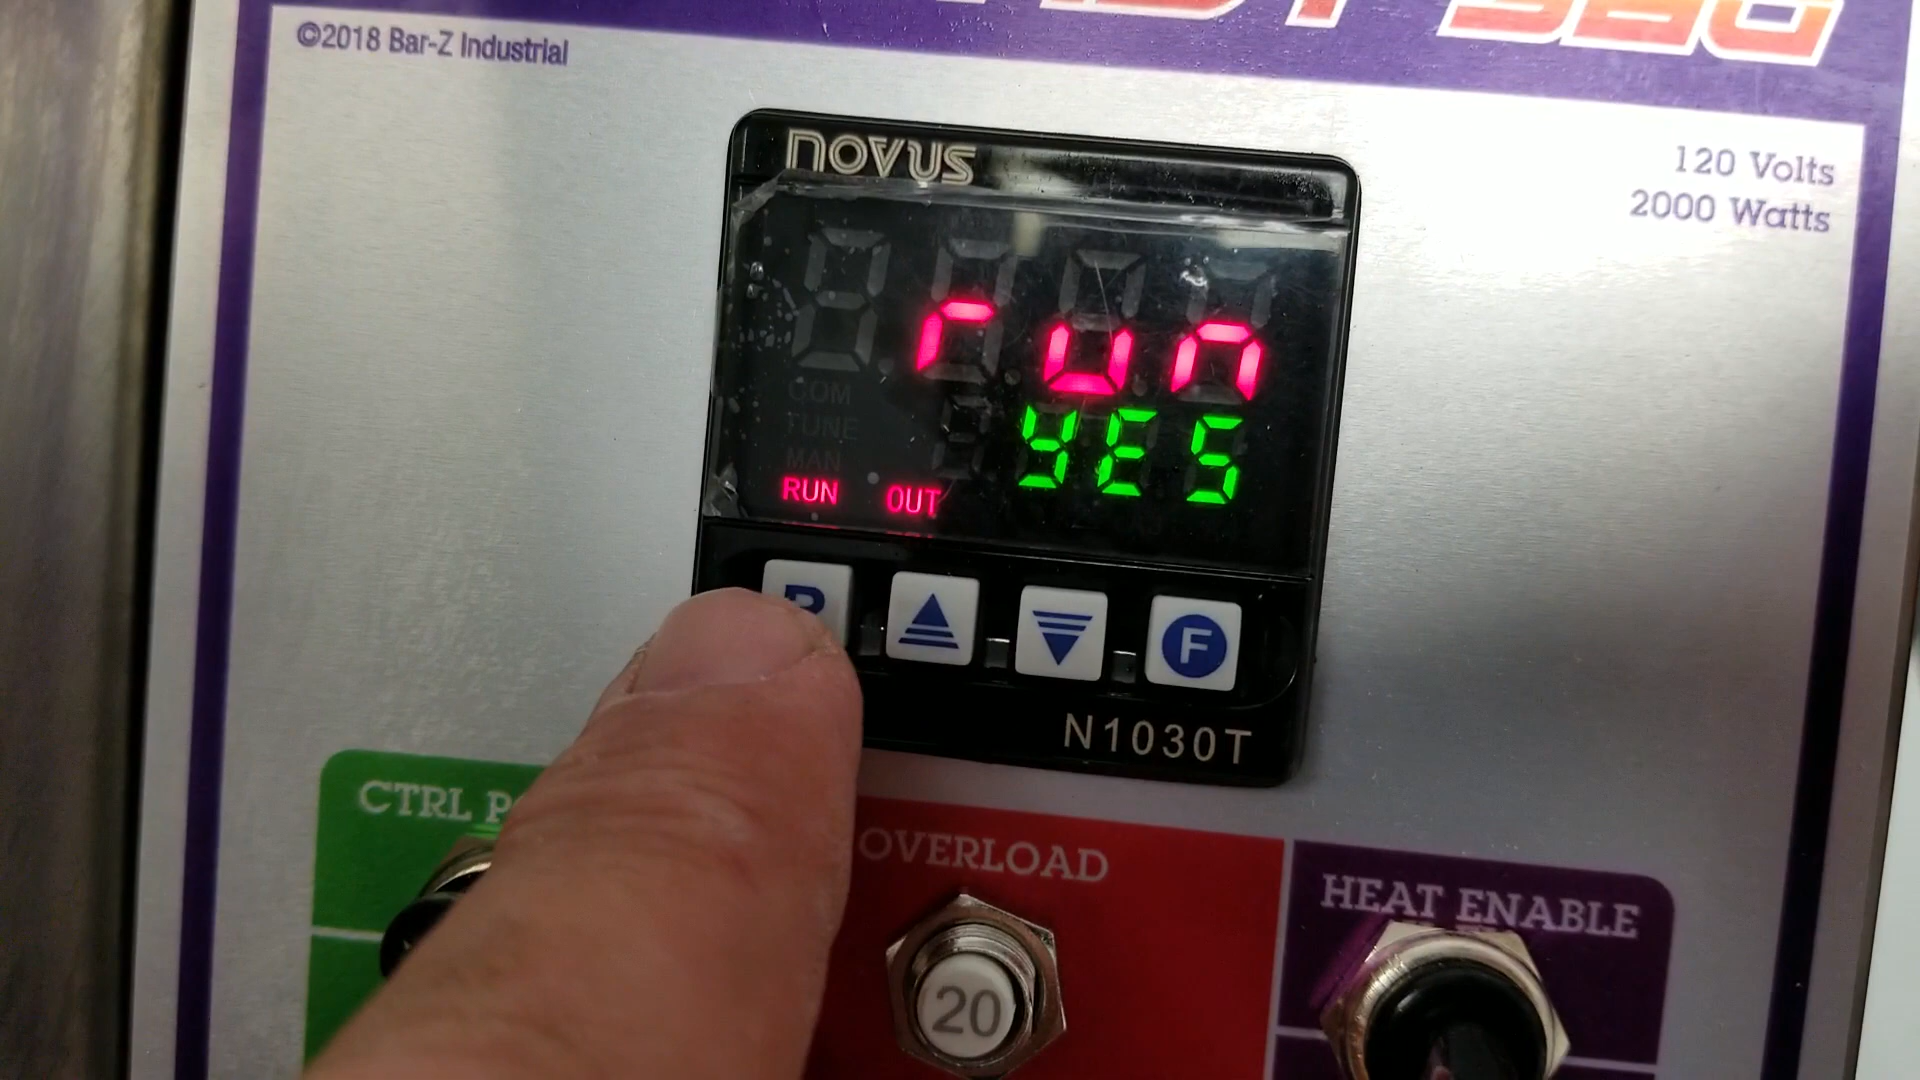 ©2018 Bar-Z Industrial
120 Volts
2000 Watts
novus
run
YES
COM
TUNE
MAN
RUN OUT
P
F
N1030T
CTRL
OVERLOAD
20
HEAT ENABLE